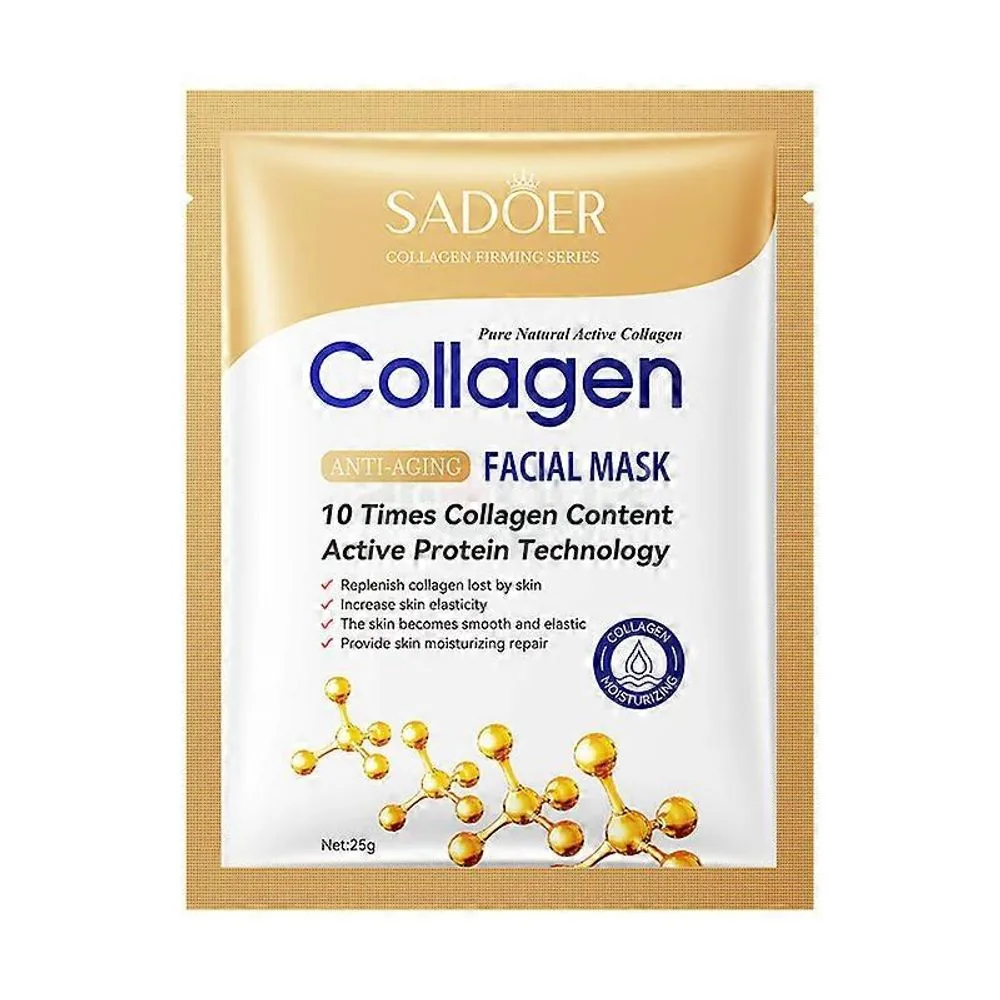 SADOER
COLLAGEN FIRMING SERIES
Pure Natural Active Collagen
Collagen
ANTI-AGING FACIAL MASK
10 Times Collagen Content
Active Protein Technology
✓ Replenish collagen lost by skin
✓ Increase skin elasticity
✓ The skin becomes smooth and elastic
✓ Provide skin moisturizing repair
COLLAGEN
MOISTURIZING
Net:25g